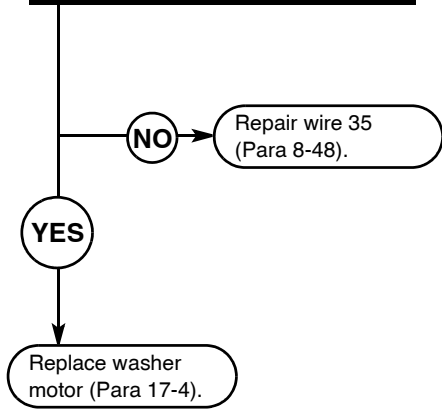 NO
Repair wire 35
(Para 8-48).
YES
Replace washer
motor (Para 17-4).